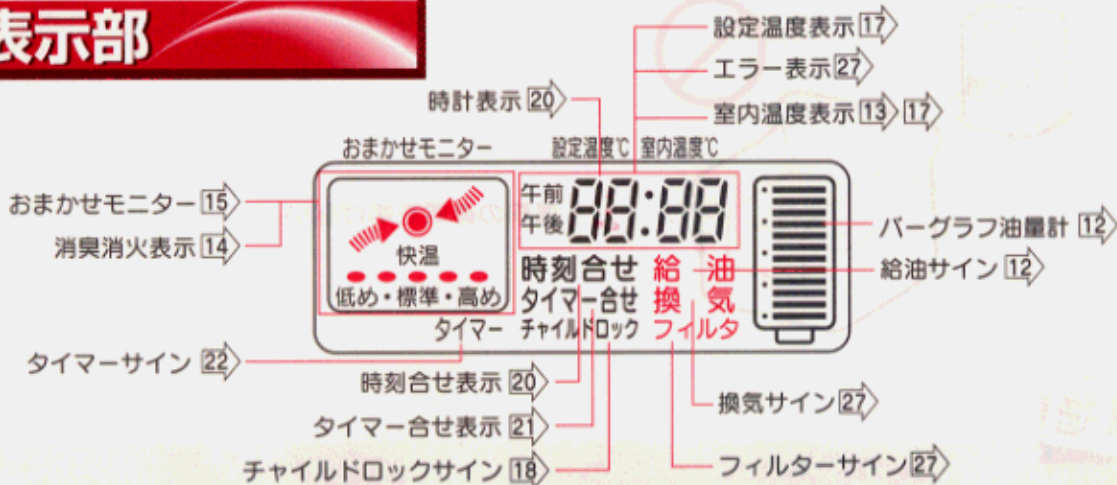 表示部
設定温度表示 17
エラー表示 27
時計表示 20
室内温度表示 13 17
おまかせモニター 設定温度℃ 室内温度℃
おまかせモニター 15
消臭消火表示 14
午前 88:88
午後
快温
低め・標準・高め
時刻合せ 給油
タイマー合せ 換気
タイマー チャイルドロック フィルタ
バーグラフ油量計 12
給油サイン 12
タイマーサイン 22
時刻合せ表示 20
タイマー合せ表示 21
チャイルドロックサイン 18
換気サイン 27
フィルターサイン 27